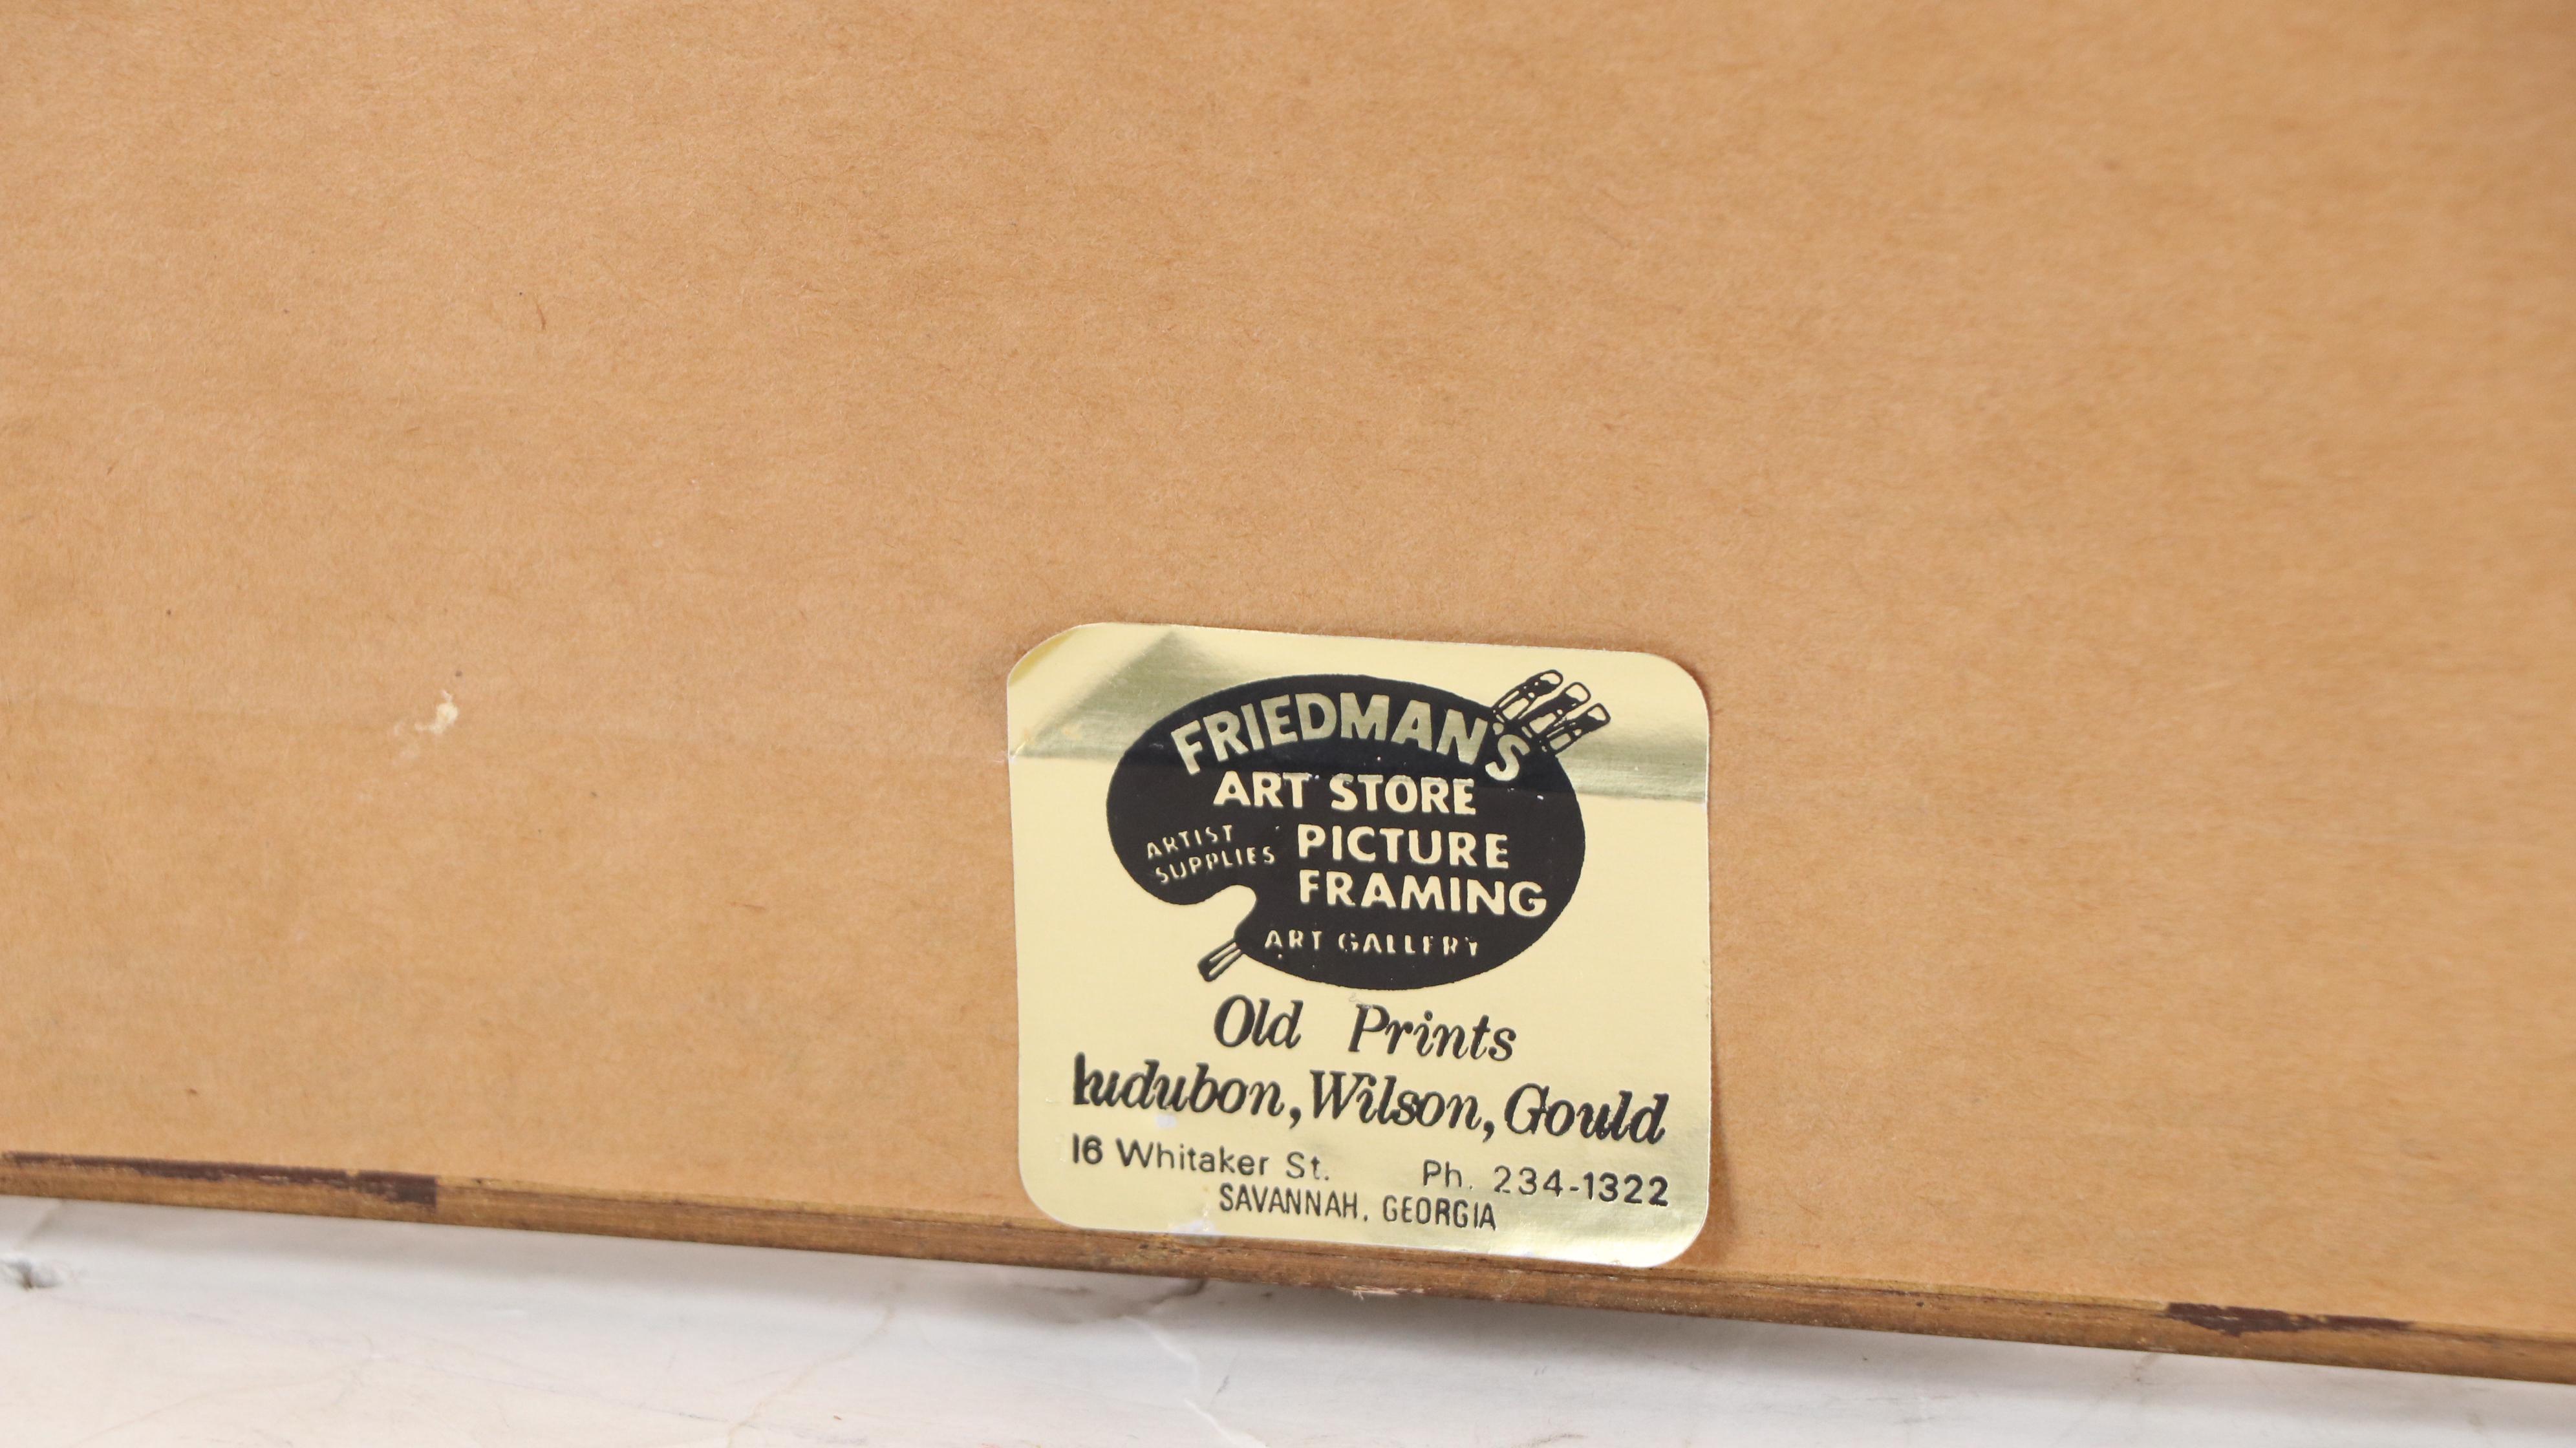 FRIEDMAN'S
ART STORE
ARTIST
SUPPLIES
PICTURE
FRAMING
ART GALLERY
Old Prints
Audubon, Wilson, Gould
16 Whitaker St. Ph. 234-1322
SAVANNAH, GEORGIA